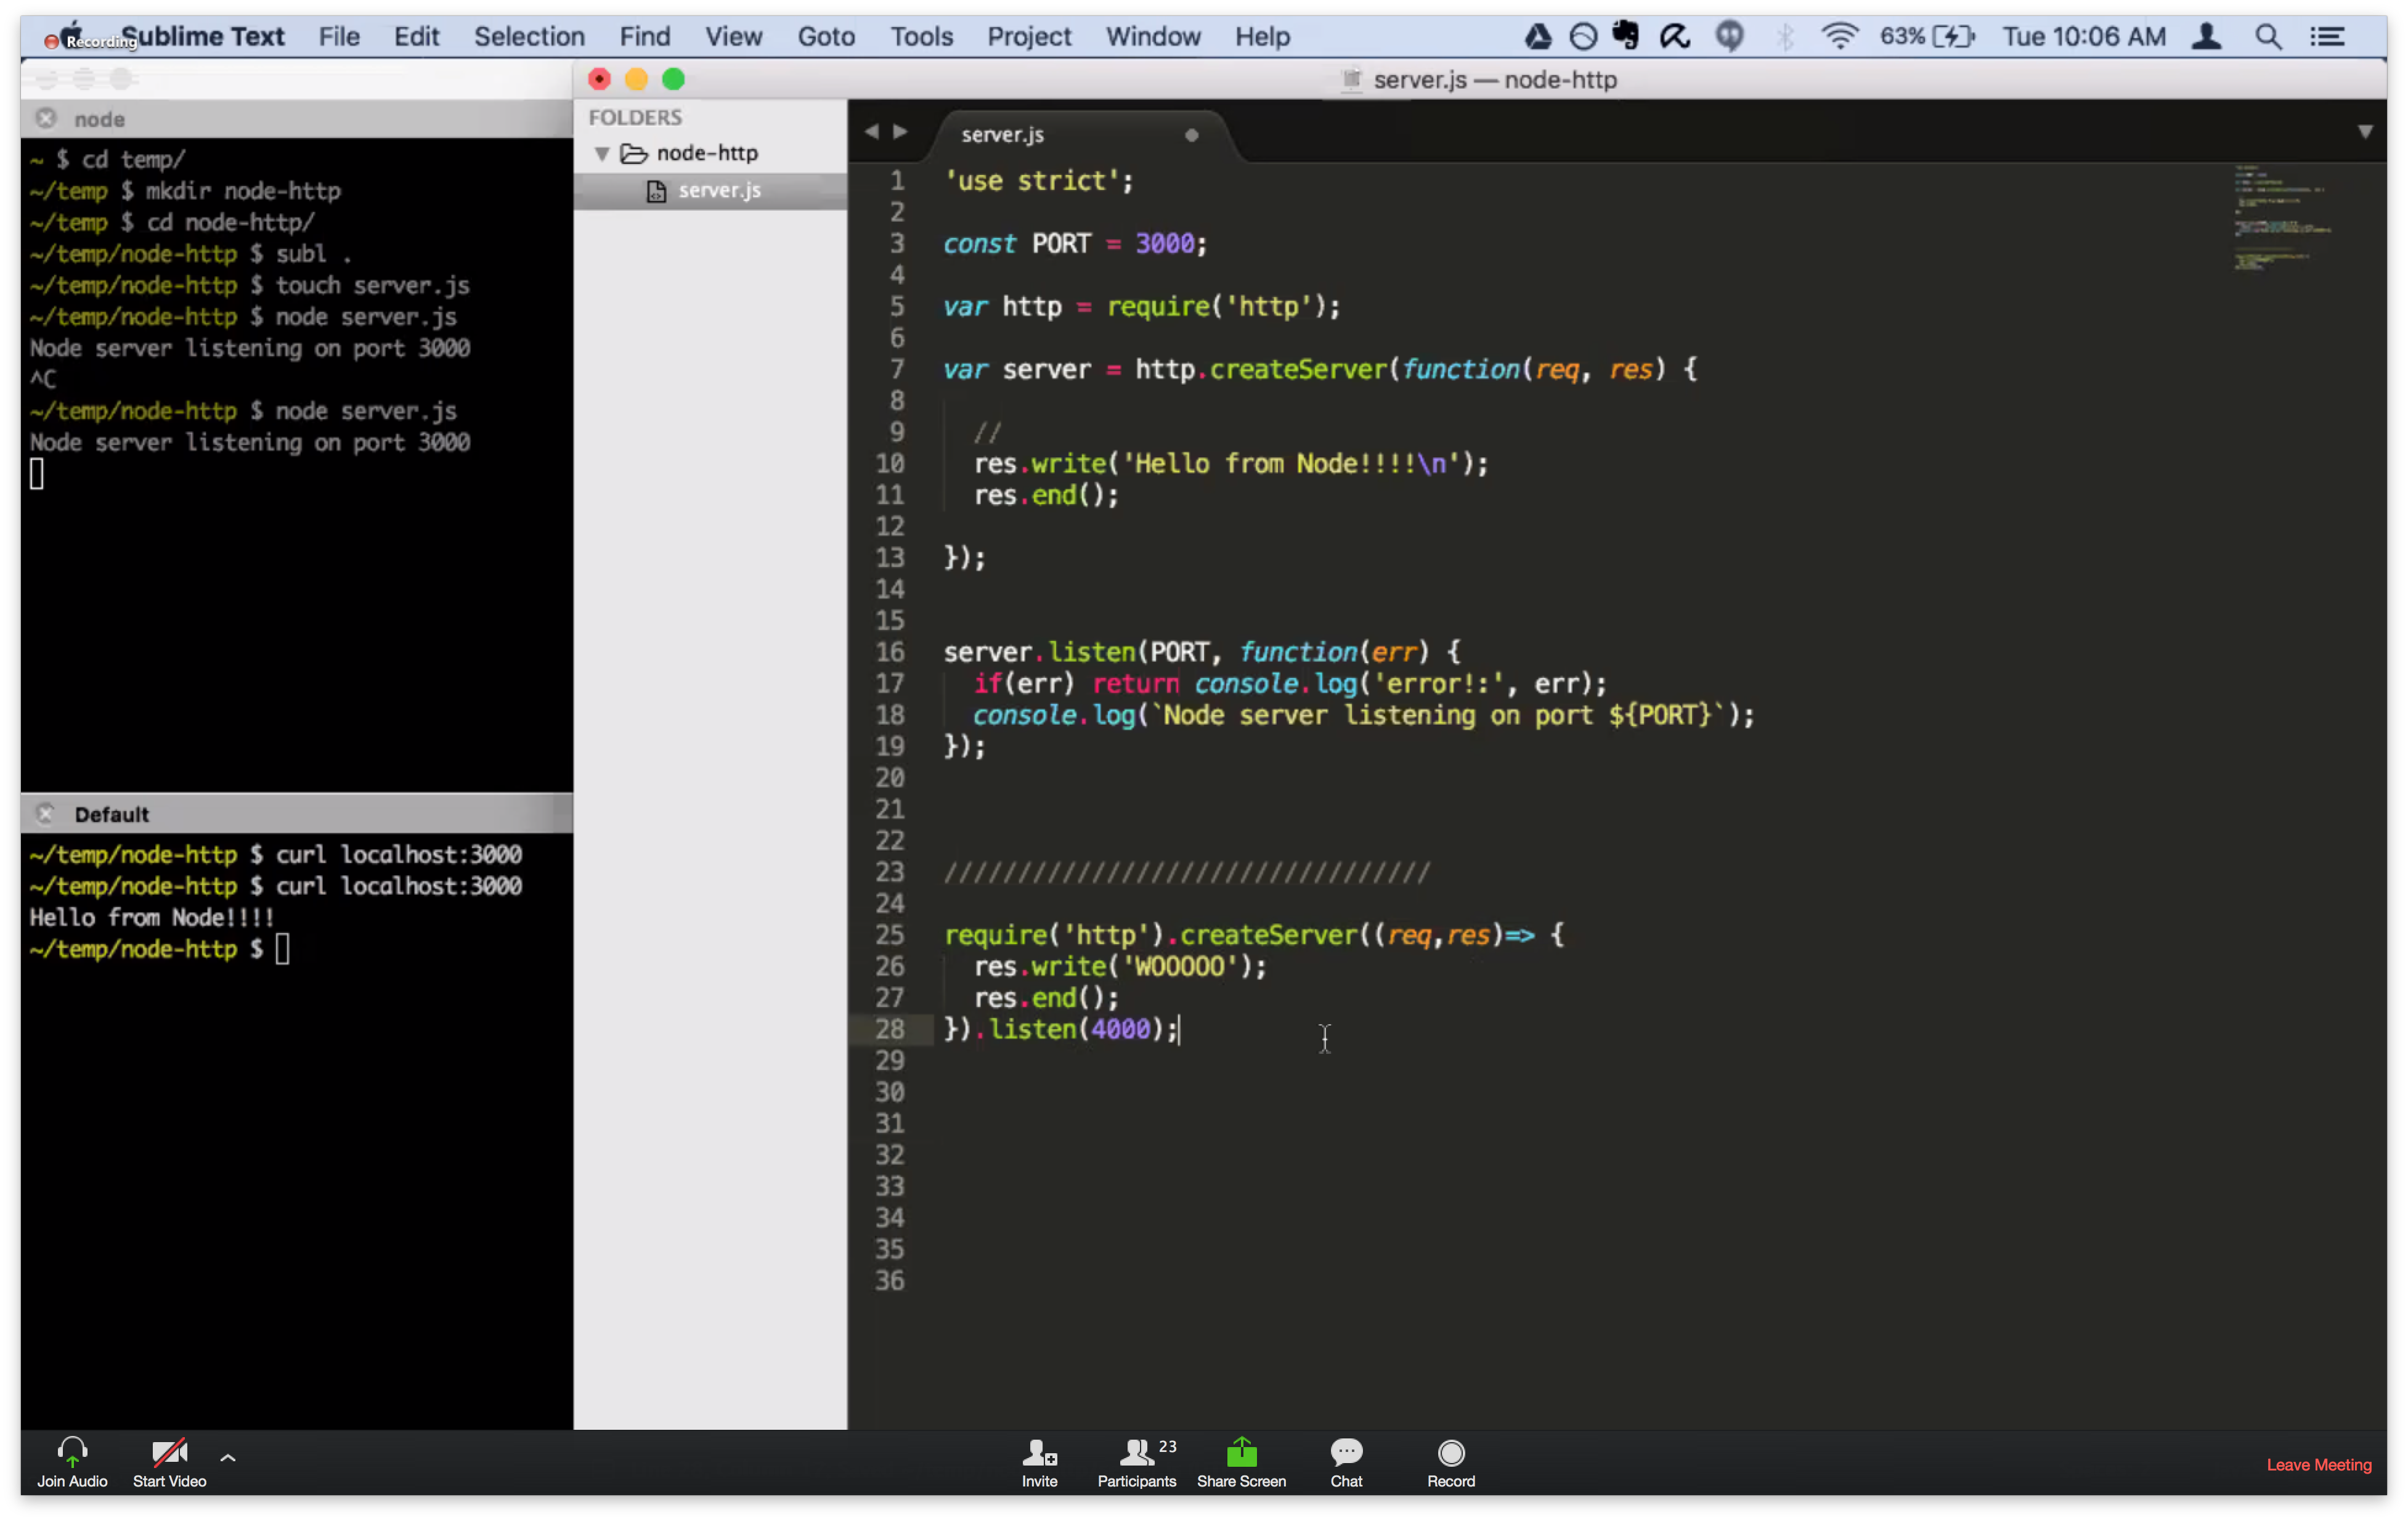 Recording Sublime Text File Edit Selection Find View Goto Tools Project Window Help 63% Tue 10:06 AM
server.js — node-http
node
~ $ cd temp/
~/temp $ mkdir node-http
~/temp $ cd node-http/
~/temp/node-http $ subl .
~/temp/node-http $ touch server.js
~/temp/node-http $ node server.js
Node server listening on port 3000
^C
~/temp/node-http $ node server.js
Node server listening on port 3000
Default
~/temp/node-http $ curl localhost:3000
~/temp/node-http $ curl localhost:3000
Hello from Node!!!!
~/temp/node-http $
FOLDERS
node-http
server.js
server.js
1 'use strict';
2
3 const PORT = 3000;
4
5 var http = require('http');
6
7 var server = http.createServer(function(req, res) {
8
9 //
10 res.write('Hello from Node!!!!\n');
11 res.end();
12
13 });
14
15
16 server.listen(PORT, function(err) {
17 if(err) return console.log('error!:', err);
18 console.log(`Node server listening on port ${PORT}`);
19 });
20
21
22
23 /////////////////////////////////
24
25 require('http').createServer((req,res)=> {
26 res.write('WOOOOO');
27 res.end();
28 }).listen(4000);
29
30
31
32
33
34
35
36
Join Audio Start Video Invite Participants 23 Share Screen Chat Record Leave Meeting